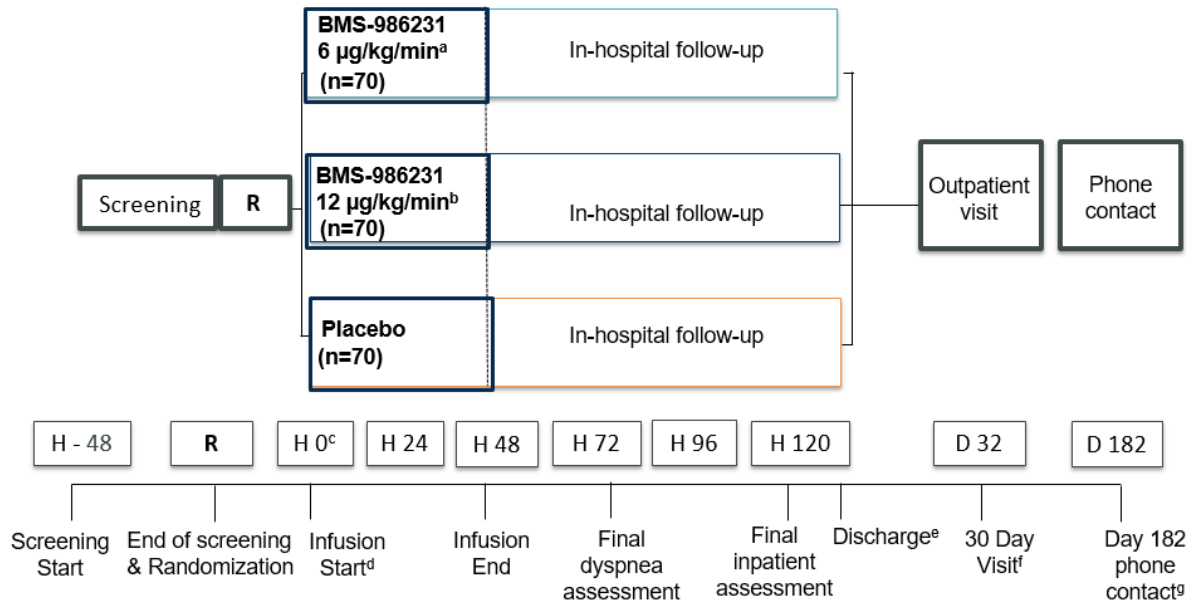 BMS-986231
6 µg/kg/minᵃ
(n=70)
In-hospital follow-up
BMS-986231
12 µg/kg/minᵇ
(n=70)
In-hospital follow-up
Screening
R
Outpatient
visit
Phone
contact
Placebo
(n=70)
In-hospital follow-up
H - 48
R
H 0ᶜ
H 24
H 48
H 72
H 96
H 120
D 32
D 182
Screening
Start
End of screening
& Randomization
Infusion
Startᵈ
Infusion
End
Final
dyspnea
assessment
Final
inpatient
assessment
Dischargeᵉ
30 Day
Visitᶠ
Day 182
phone
contactᵍ